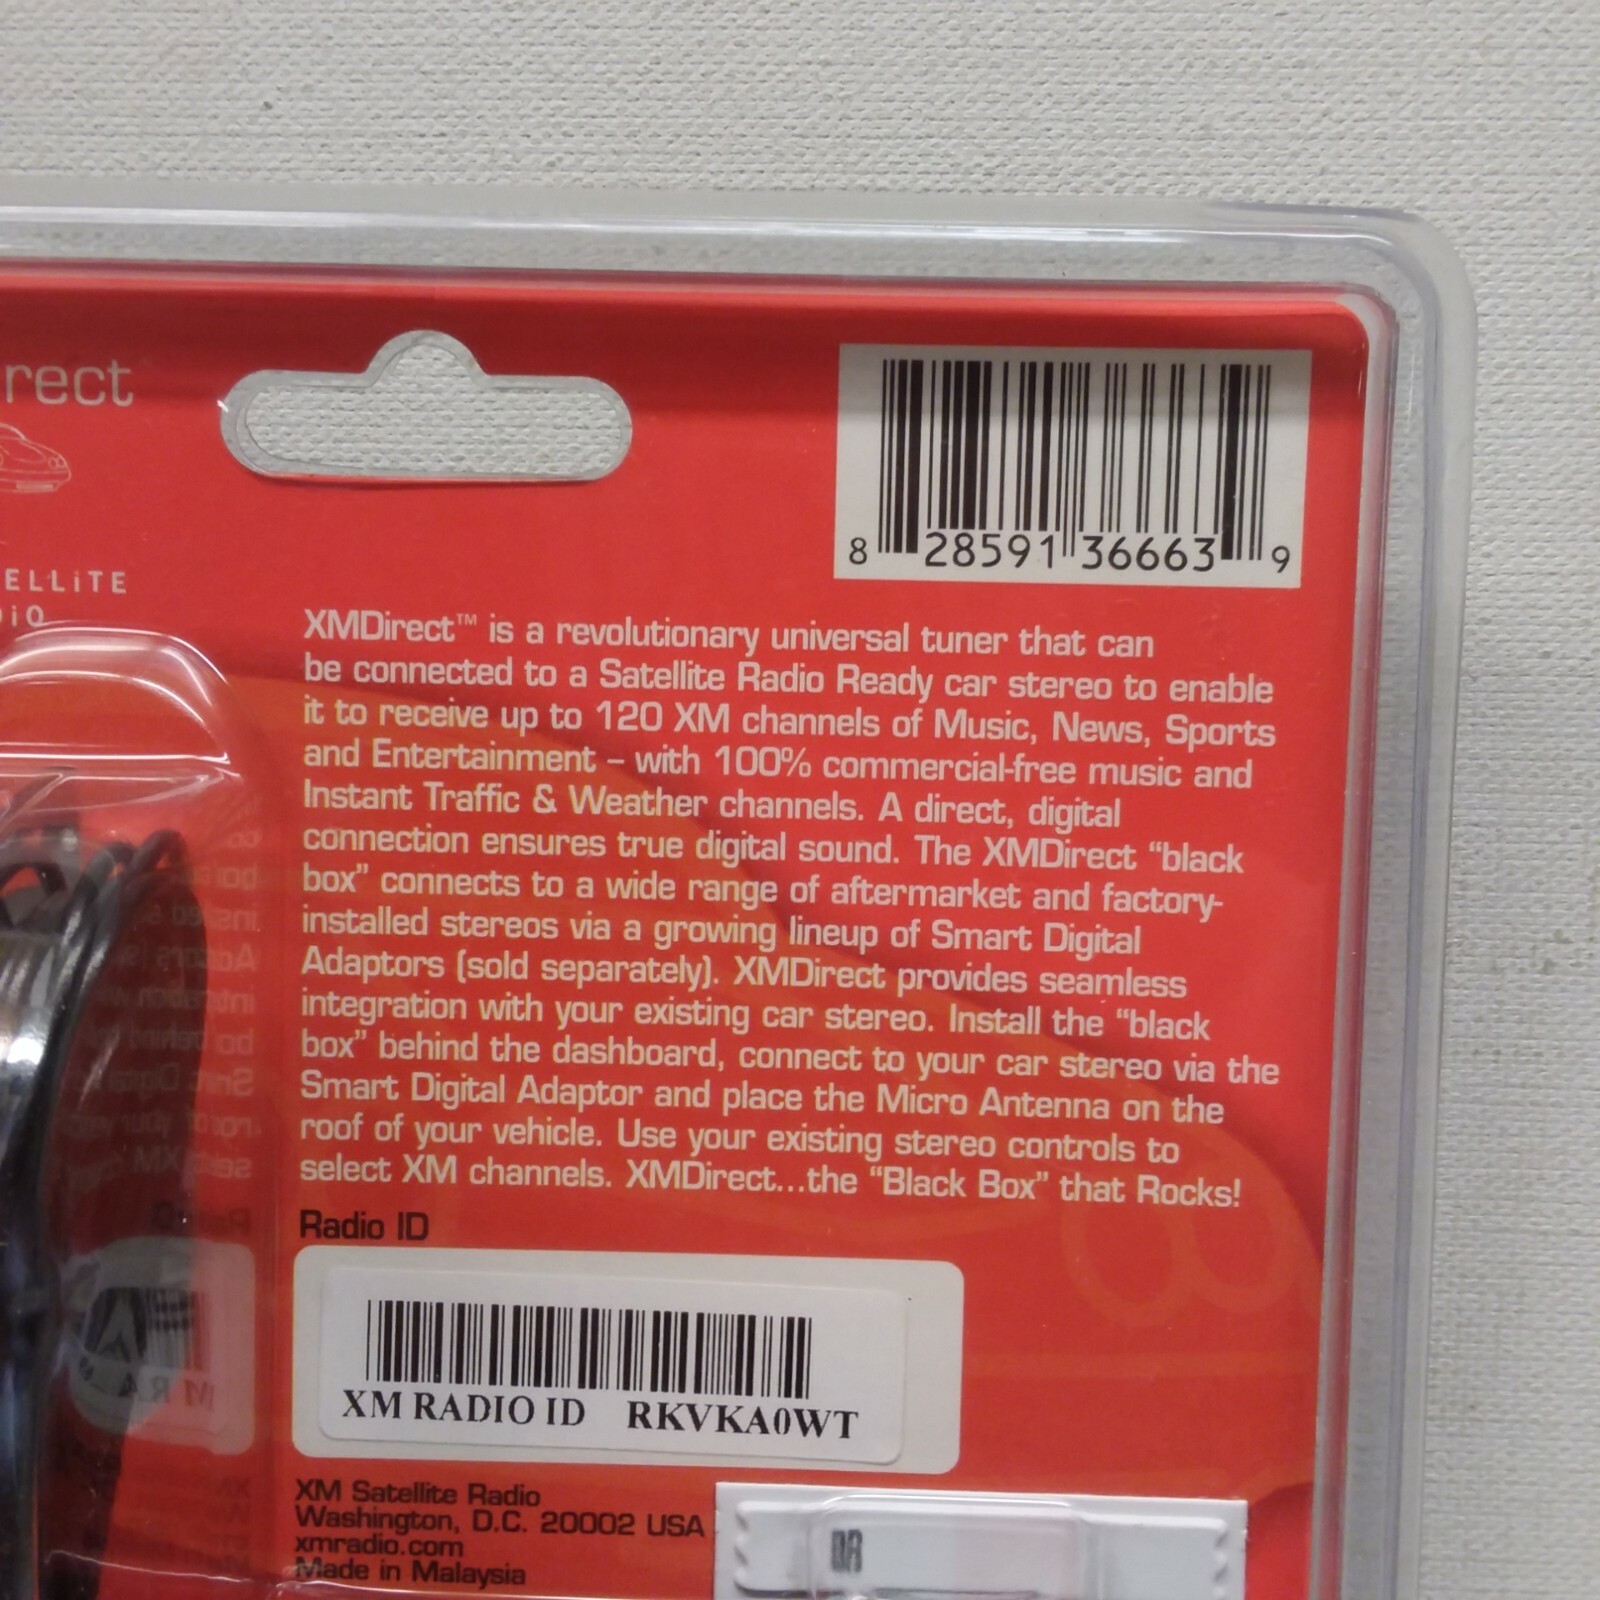 rect
ELLiTE
DiO
8 28591 36663 9
XMDirect™ is a revolutionary universal tuner that can
be connected to a Satellite Radio Ready car stereo to enable
it to receive up to 120 XM channels of Music, News, Sports
and Entertainment – with 100% commercial-free music and
Instant Traffic & Weather channels. A direct, digital
connection ensures true digital sound. The XMDirect “black
box” connects to a wide range of aftermarket and factory-
installed stereos via a growing lineup of Smart Digital
Adaptors (sold separately). XMDirect provides seamless
integration with your existing car stereo. Install the “black
box” behind the dashboard, connect to your car stereo via the
Smart Digital Adaptor and place the Micro Antenna on the
roof of your vehicle. Use your existing stereo controls to
select XM channels. XMDirect...the “Black Box” that Rocks!
Radio ID
XM RADIO ID RKVKA0WT
XM Satellite Radio
Washington, D.C. 20002 USA
xmradio.com
Made in Malaysia